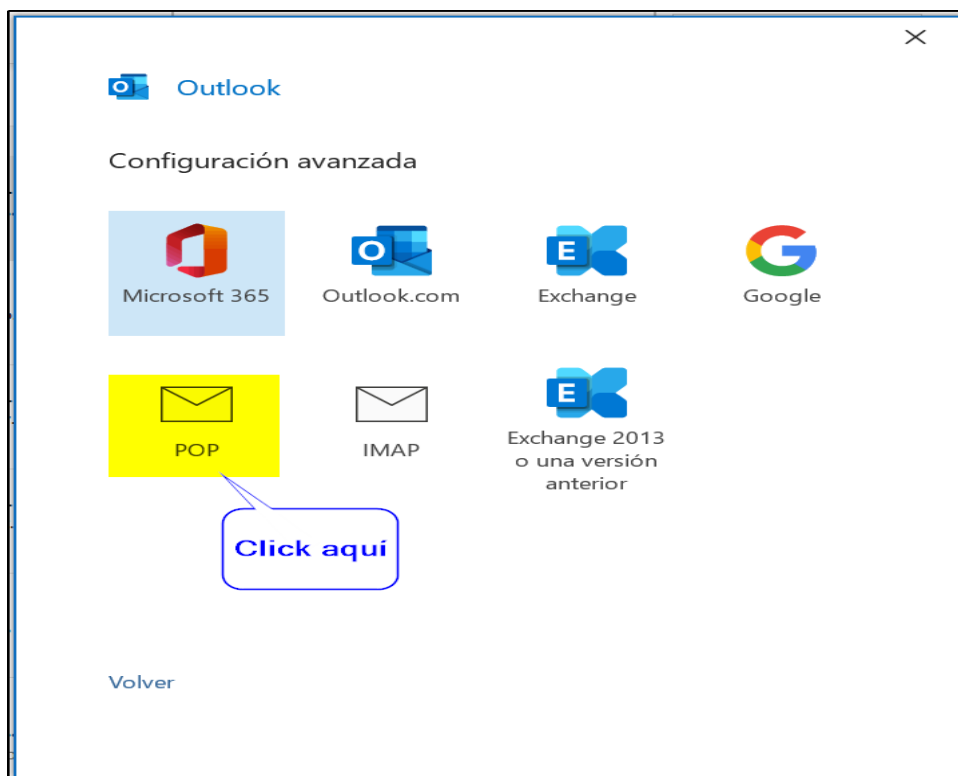 Outlook
Configuración avanzada
Microsoft 365
Outlook.com
Exchange
Google
POP
IMAP
Exchange 2013
o una versión
anterior
Click aquí
Volver